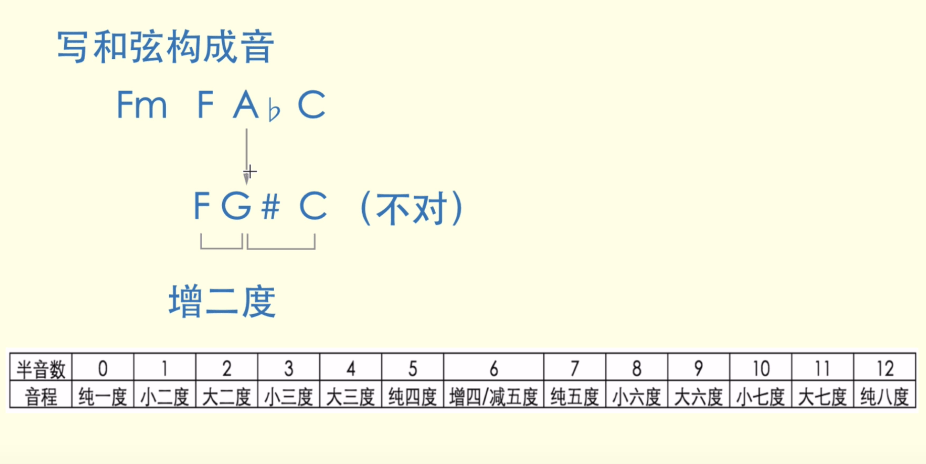 写和弦构成音
Fm F A♭ C
F G# C （不对）
增二度
半音数 0 1 2 3 4 5 6 7 8 9 10 11 12
音程 纯一度 小二度 大二度 小三度 大三度 纯四度 增四/减五度 纯五度 小六度 大六度 小七度 大七度 纯八度